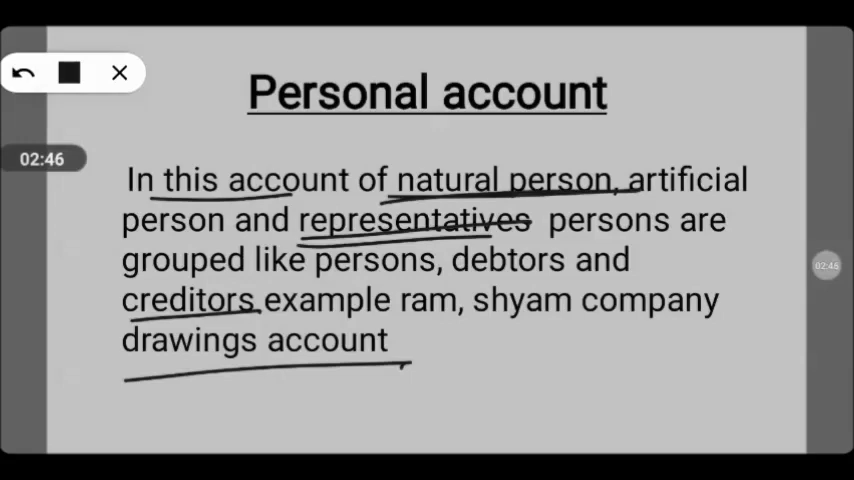 Personal account
02:46
In this account of natural person, artificial
person and representatives persons are
grouped like persons, debtors and
02:46
creditors example ram, shyam company
drawings account